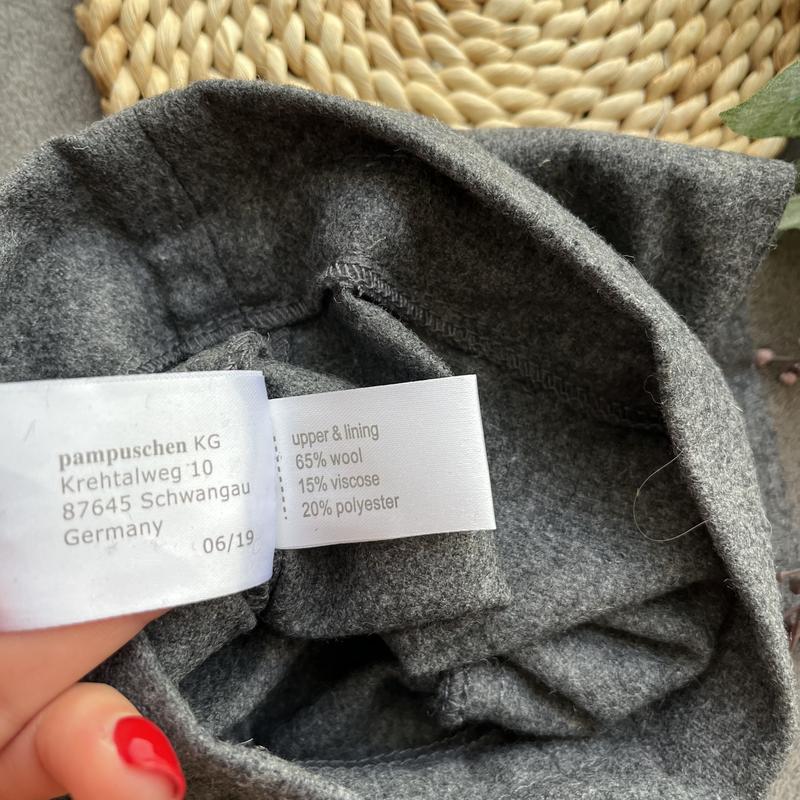 pampuschen KG
Krehtalweg 10
87645 Schwangau
Germany
06/19
upper & lining
65% wool
15% viscose
20% polyester